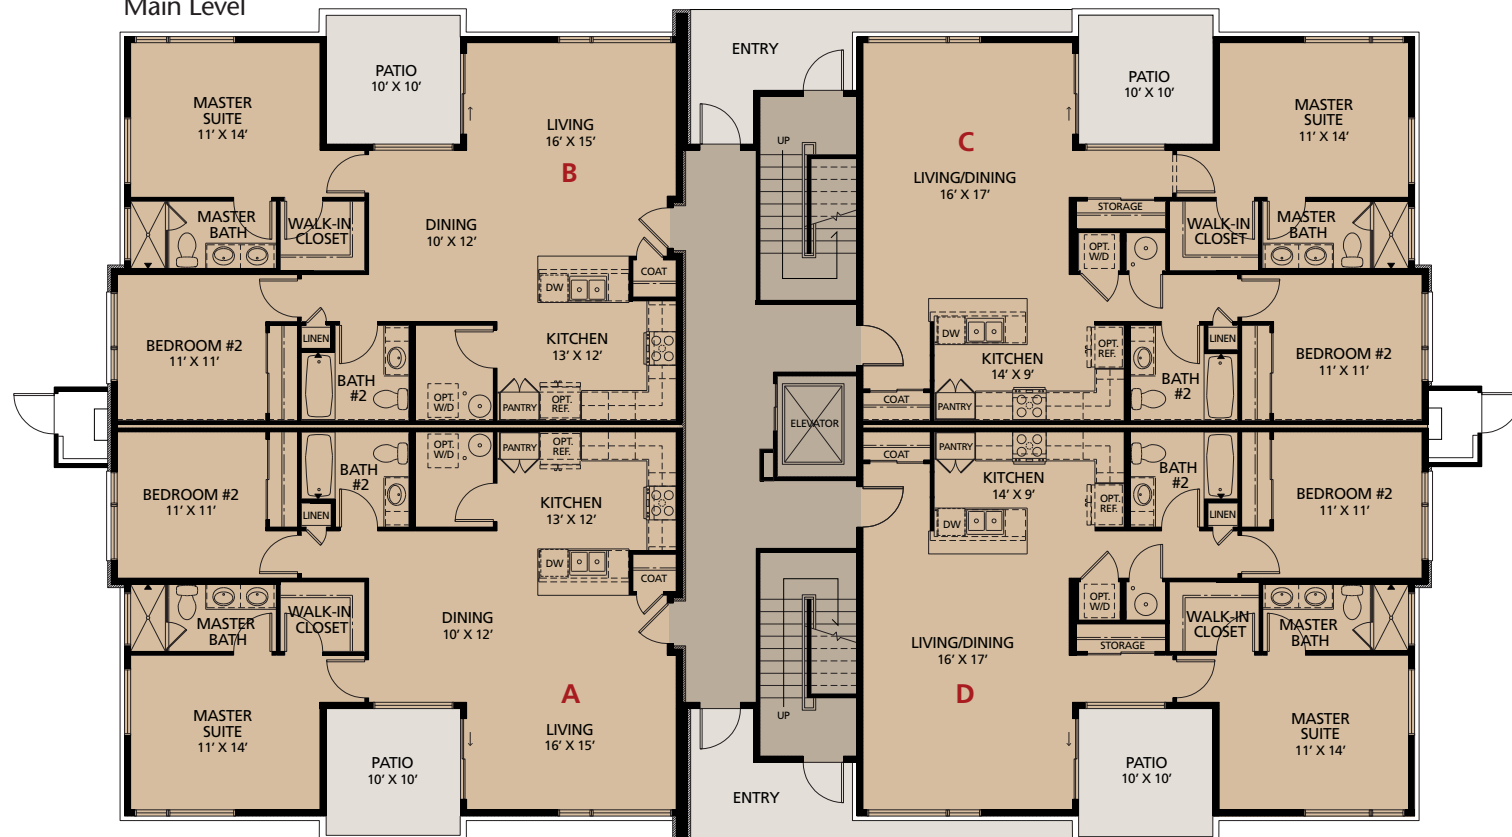 Main Level
ENTRY
PATIO
10' X 10'
MASTER
SUITE
11' X 14'
LIVING
16' X 15'
B
DINING
10' X 12'
MASTER
BATH
WALK-IN
CLOSET
COAT
DW
KITCHEN
13' X 12'
BEDROOM #2
11' X 11'
LINEN
BATH
#2
OPT.
W/D
PANTRY
OPT.
REF.
UP
PATIO
10' X 10'
MASTER
SUITE
11' X 14'
C
LIVING/DINING
16' X 17'
STORAGE
OPT.
W/D
WALK-IN
CLOSET
MASTER
BATH
DW
KITCHEN
14' X 9'
OPT.
REF.
LINEN
BEDROOM #2
11' X 11'
BATH
#2
COAT
PANTRY
ELEVATOR
OPT.
W/D
PANTRY
OPT.
REF.
BATH
#2
BEDROOM #2
11' X 11'
LINEN
KITCHEN
13' X 12'
DW
COAT
MASTER
BATH
WALK-IN
CLOSET
DINING
10' X 12'
A
MASTER
SUITE
11' X 14'
LIVING
16' X 15'
PATIO
10' X 10'
COAT
PANTRY
KITCHEN
14' X 9'
BATH
#2
OPT.
REF.
BEDROOM #2
11' X 11'
DW
LINEN
OPT.
W/D
WALK-IN
CLOSET
MASTER
BATH
STORAGE
LIVING/DINING
16' X 17'
D
UP
MASTER
SUITE
11' X 14'
PATIO
10' X 10'
ENTRY